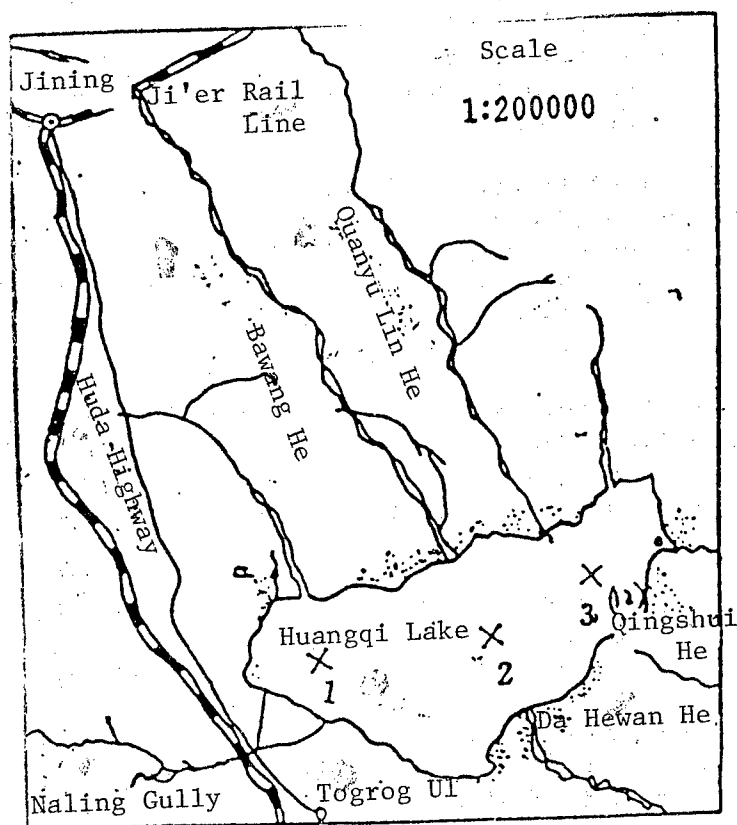 Scale
1:200000
Jining
Ji'er Rail
Line
Quanyu Lin He
Bawang He
Huda Highway
Huangqi Lake
1
2
3
(12)
Qingshui
He
Da Hewan He
Naling Gully
Togrog Ul